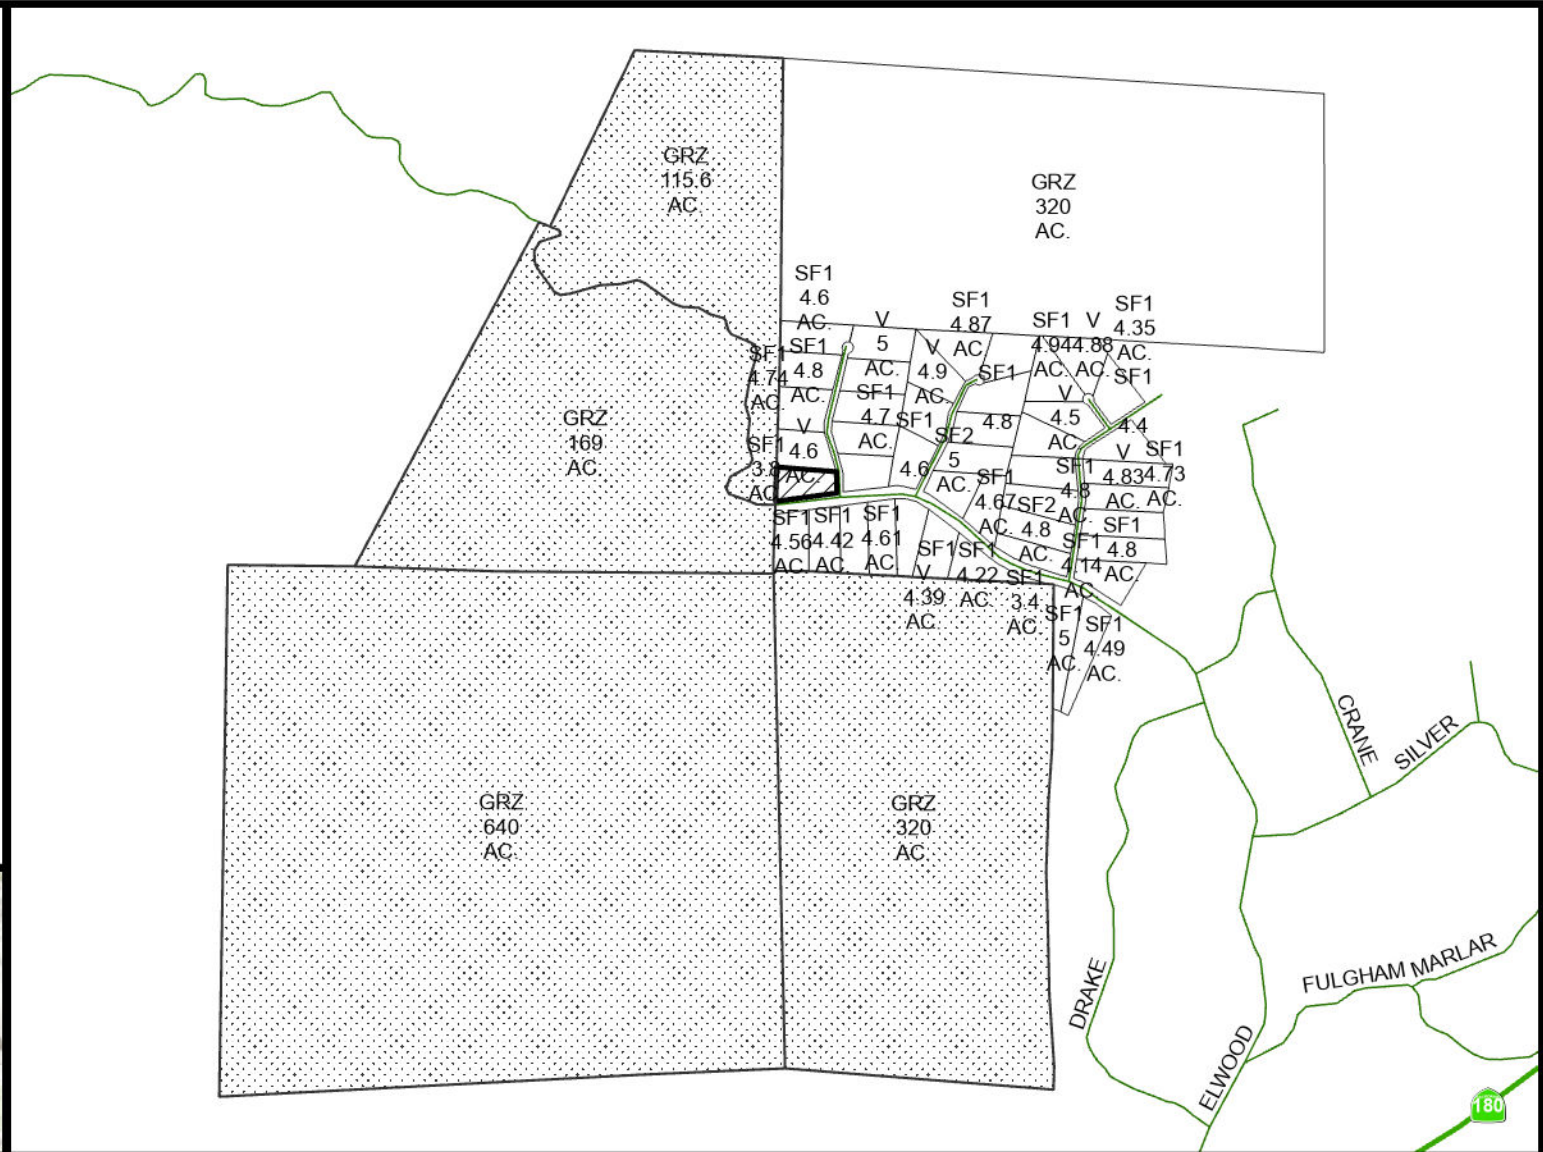 GRZ
115.6
AC.
GRZ
320
AC.
SF1
4.6
AC.
V
5
AC.
SF1
4.87
AC
SF1
4.94
AC.
V
4.88
AC.
SF1
4.35
AC.
SF1
4.74
AC.
SF1
4.8
AC.
V
4.9
AC.
SF1
4.8
SF1
4.4
V
4.5
AC.
SF1
4.7
AC.
SF1
4.6
SF2
5
AC.
V
4.6
AC.
SF1
3.8
AC.
GRZ
169
AC.
V
4.83
AC.
SF1
4.73
AC.
SF1
4.8
AC.
SF1
4.67
AC.
SF2
4.8
AC.
SF1
4.8
AC.
SF1
4.14
AC.
SF1
4.56
AC.
SF1
4.42
AC.
SF1
4.61
AC.
SF1
V
4.39
AC.
SF1
4.22
AC.
SF1
3.4
AC.
SF1
5
AC.
SF1
4.49
AC.
GRZ
640
AC.
GRZ
320
AC.
CRANE
SILVER
DRAKE
ELWOOD
FULGHAM MARLAR
180